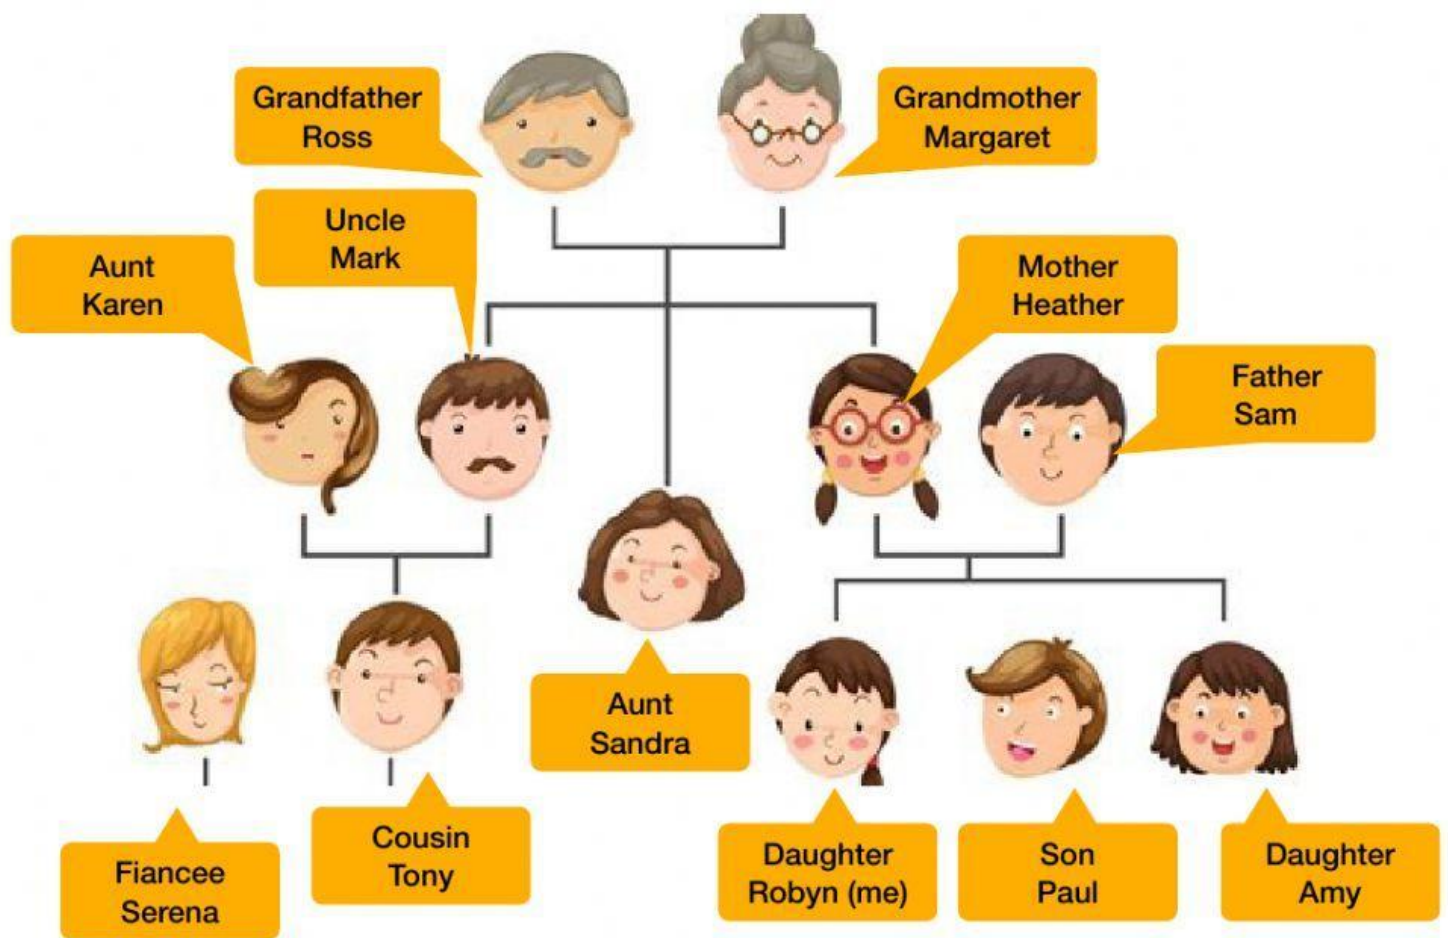 Grandfather
Ross
Grandmother
Margaret
Uncle
Mark
Aunt
Karen
Mother
Heather
Father
Sam
Aunt
Sandra
Fiancee
Serena
Cousin
Tony
Daughter
Robyn (me)
Son
Paul
Daughter
Amy